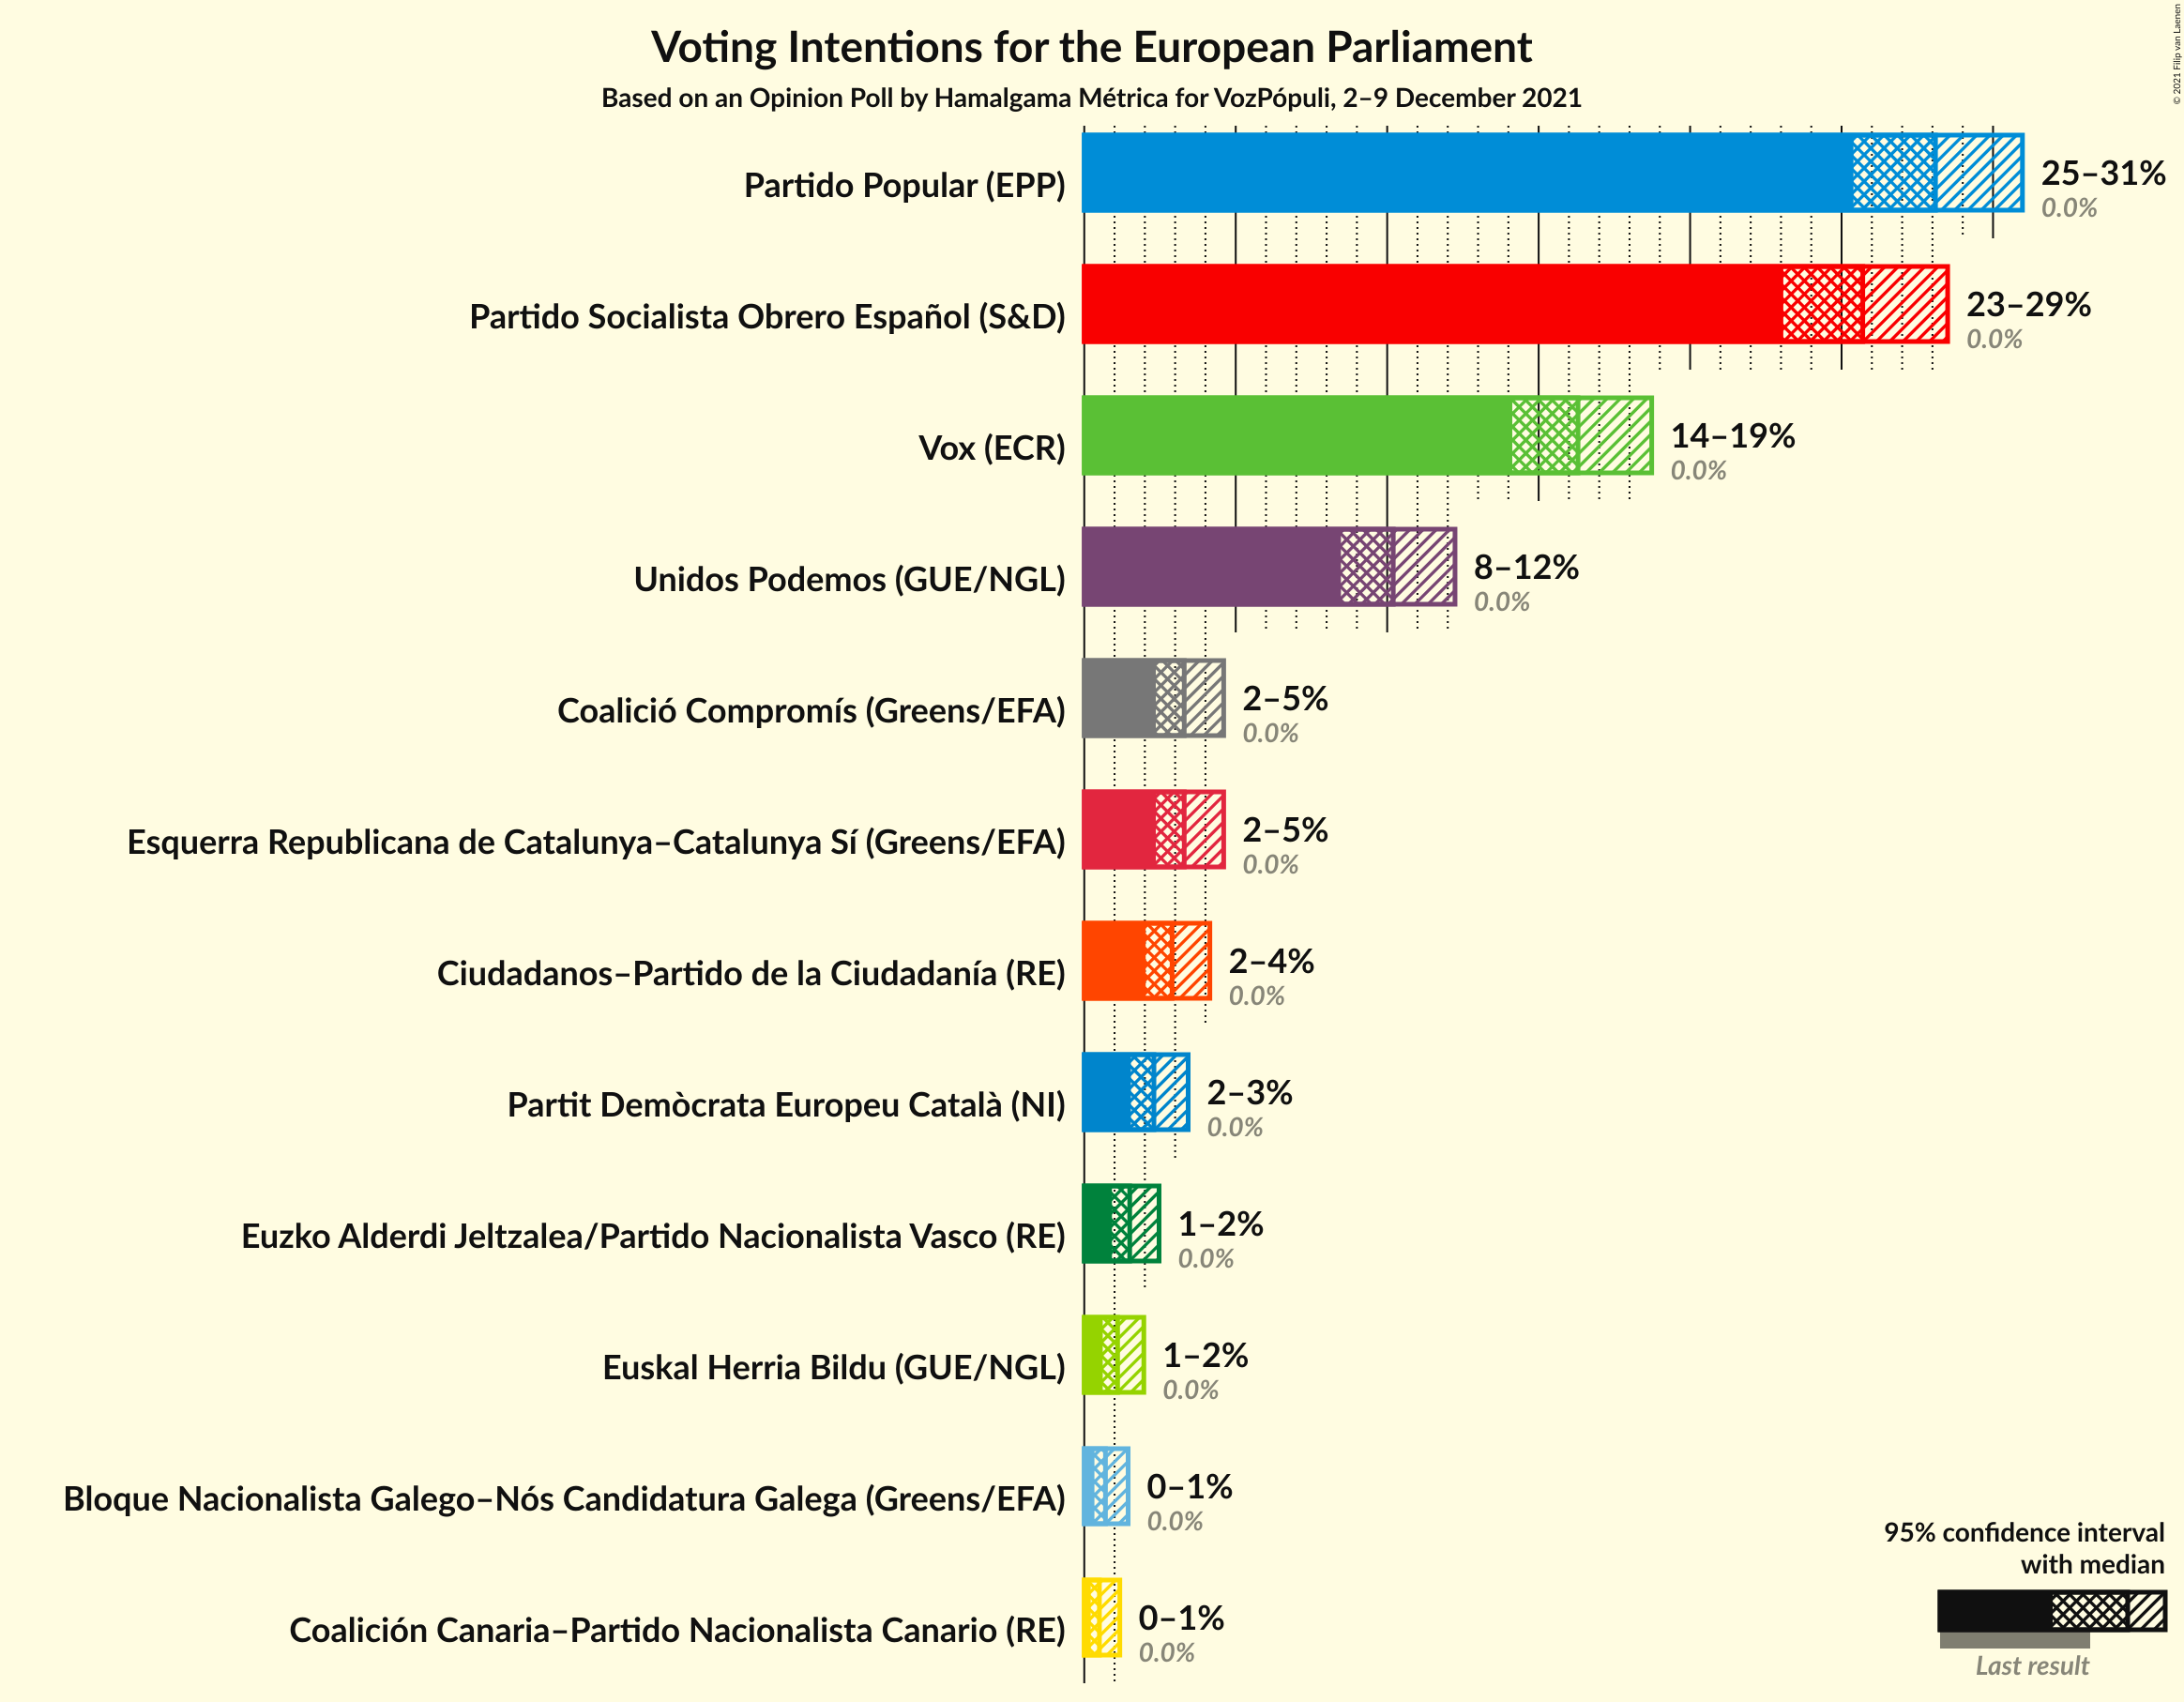 © 2021 Filip van Laenen
Voting Intentions for the European Parliament
Based on an Opinion Poll by Hamalgama Métrica for VozPópuli, 2–9 December 2021
Partido Popular (EPP)
25–31%
0.0%
Partido Socialista Obrero Español (S&D)
23–29%
0.0%
Vox (ECR)
14–19%
0.0%
Unidos Podemos (GUE/NGL)
8–12%
0.0%
Coalició Compromís (Greens/EFA)
2–5%
0.0%
Esquerra Republicana de Catalunya–Catalunya Sí (Greens/EFA)
2–5%
0.0%
Ciudadanos–Partido de la Ciudadanía (RE)
2–4%
0.0%
Partit Demòcrata Europeu Català (NI)
2–3%
0.0%
Euzko Alderdi Jeltzalea/Partido Nacionalista Vasco (RE)
1–2%
0.0%
Euskal Herria Bildu (GUE/NGL)
1–2%
0.0%
Bloque Nacionalista Galego–Nós Candidatura Galega (Greens/EFA)
0–1%
0.0%
Coalición Canaria–Partido Nacionalista Canario (RE)
0–1%
0.0%
95% confidence interval
with median
Last result